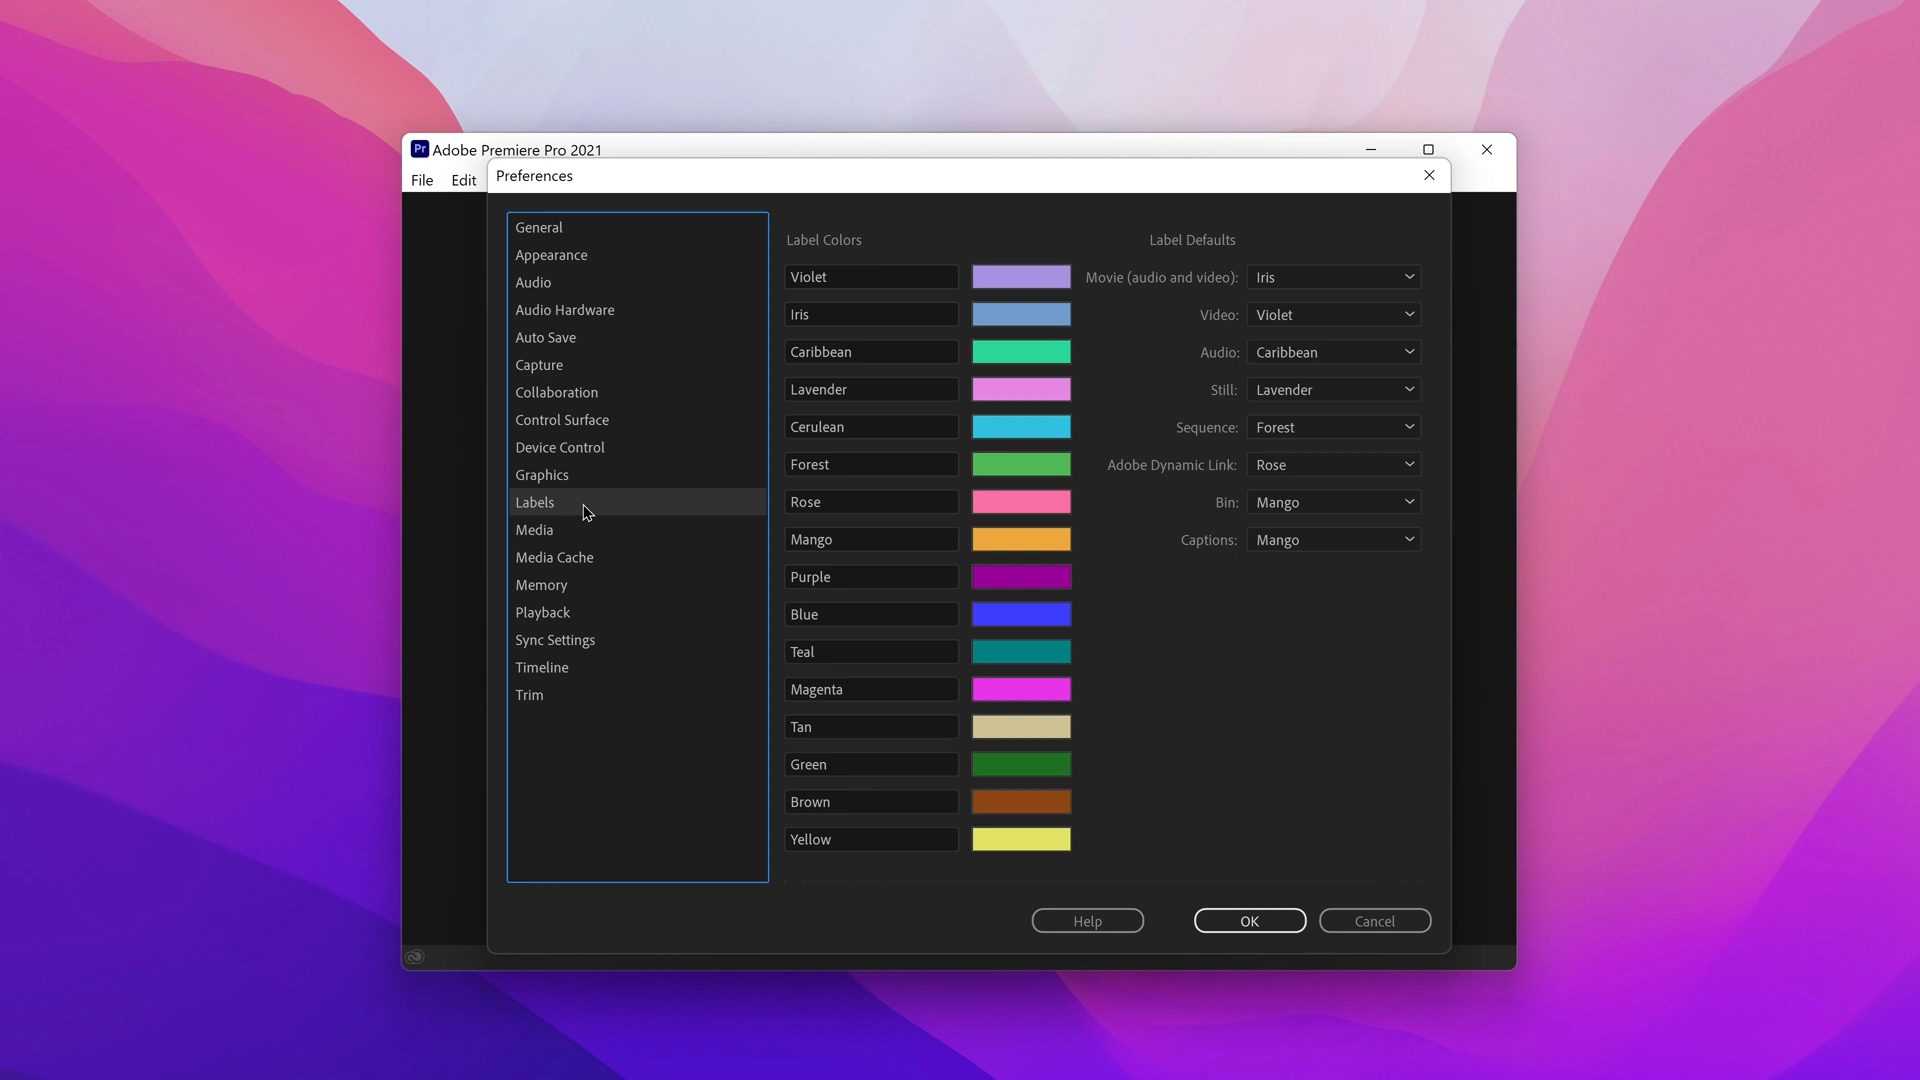 Pr Adobe Premiere Pro 2021
File Edit
Preferences
General
Appearance
Audio
Audio Hardware
Auto Save
Capture
Collaboration
Control Surface
Device Control
Graphics
Labels
Media
Media Cache
Memory
Playback
Sync Settings
Timeline
Trim
Label Colors
Violet
Iris
Caribbean
Lavender
Cerulean
Forest
Rose
Mango
Purple
Blue
Teal
Magenta
Tan
Green
Brown
Yellow
Label Defaults
Movie (audio and video): Iris
Video: Violet
Audio: Caribbean
Still: Lavender
Sequence: Forest
Adobe Dynamic Link: Rose
Bin: Mango
Captions: Mango
Help OK Cancel